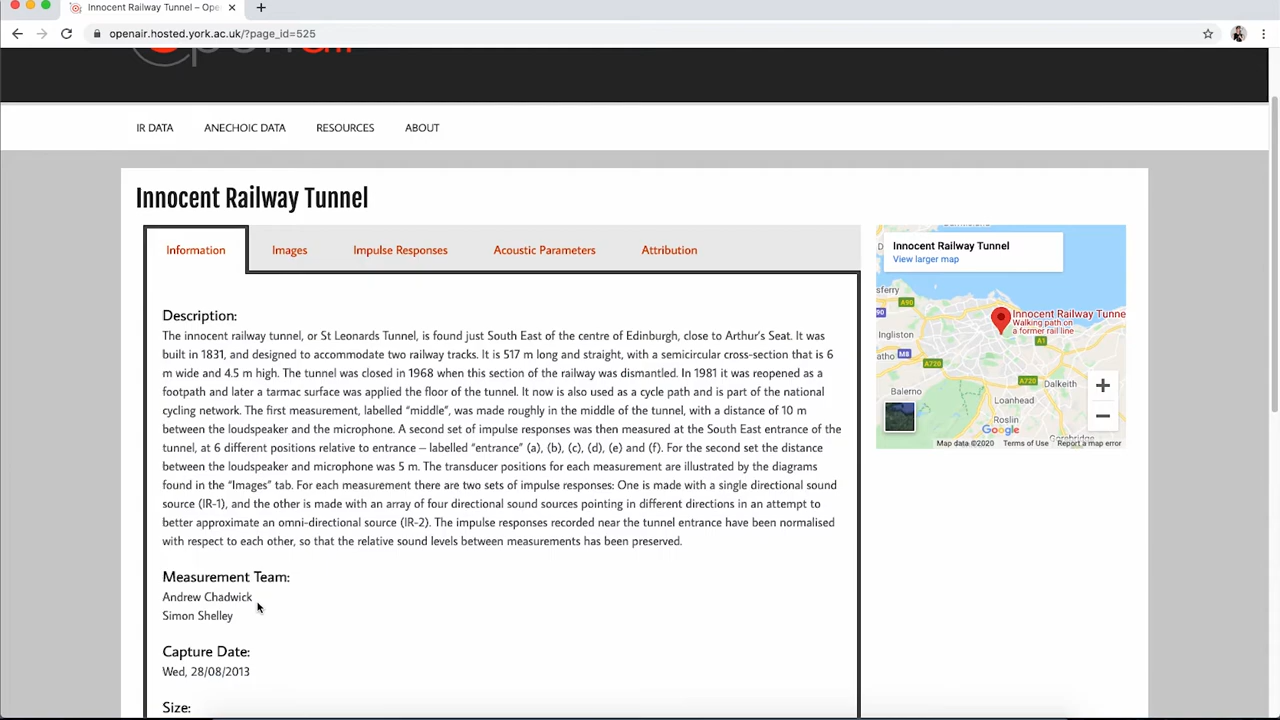 Innocent Railway Tunnel – Ope
openair.hosted.york.ac.uk/?page_id=525
IR DATA
ANECHOIC DATA
RESOURCES
ABOUT
Innocent Railway Tunnel
Information
Images
Impulse Responses
Acoustic Parameters
Attribution
Description:
The innocent railway tunnel, or St Leonards Tunnel, is found just South East of the centre of Edinburgh, close to Arthur's Seat. It was
built in 1831, and designed to accommodate two railway tracks. It is 517 m long and straight, with a semicircular cross-section that is 6
m wide and 4.5 m high. The tunnel was closed in 1968 when this section of the railway was dismantled. In 1981 it was reopened as a
footpath and later a tarmac surface was applied the floor of the tunnel. It now is also used as a cycle path and is part of the national
cycling network. The first measurement, labelled “middle”, was made roughly in the middle of the tunnel, with a distance of 10 m
between the loudspeaker and the microphone. A second set of impulse responses was then measured at the South East entrance of the
tunnel, at 6 different positions relative to entrance – labelled “entrance” (a), (b), (c), (d), (e) and (f). For the second set the distance
between the loudspeaker and microphone was 5 m. The transducer positions for each measurement are illustrated by the diagrams
found in the “Images” tab. For each measurement there are two sets of impulse responses: One is made with a single directional sound
source (IR-1), and the other is made with an array of four directional sound sources pointing in different directions in an attempt to
better approximate an omni-directional source (IR-2). The impulse responses recorded near the tunnel entrance have been normalised
with respect to each other, so that the relative sound levels between measurements has been preserved.
Measurement Team:
Andrew Chadwick
Simon Shelley
Capture Date:
Wed, 28/08/2013
Size:
Innocent Railway Tunnel
View larger map
sferry
A90
90
Innocent Railway Tunne
Walking path on
a former rail line
Ingliston
A1
atho
M8
A772
A720
Dalkeith
Balerno
Loanhead
A702
Roslin
Google
Map data ©2020
Terms of Use
Report a map error